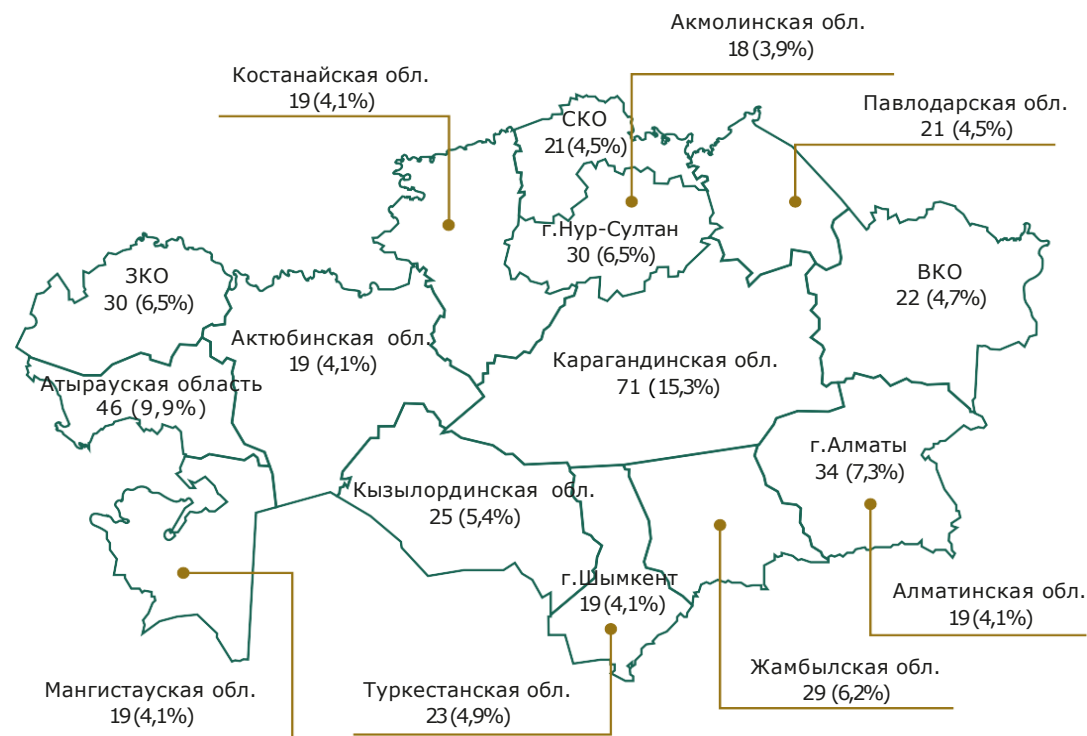 Акмолинская обл.
18 (3,9%)
Костанайская обл.
19 (4,1%)
Павлодарская обл.
21 (4,5%)
СКО
21 (4,5%)
г.Нур-Султан
30 (6,5%)
ЗКО
30 (6,5%)
ВКО
22 (4,7%)
Актюбинская обл.
19 (4,1%)
Карагандинская обл.
71 (15,3%)
Атырауская область
46 (9,9%)
г.Алматы
34 (7,3%)
Кызылординская обл.
25 (5,4%)
г.Шымкент
19 (4,1%)
Алматинская обл.
19 (4,1%)
Жамбылская обл.
29 (6,2%)
Мангистауская обл.
19 (4,1%)
Туркестанская обл.
23 (4,9%)